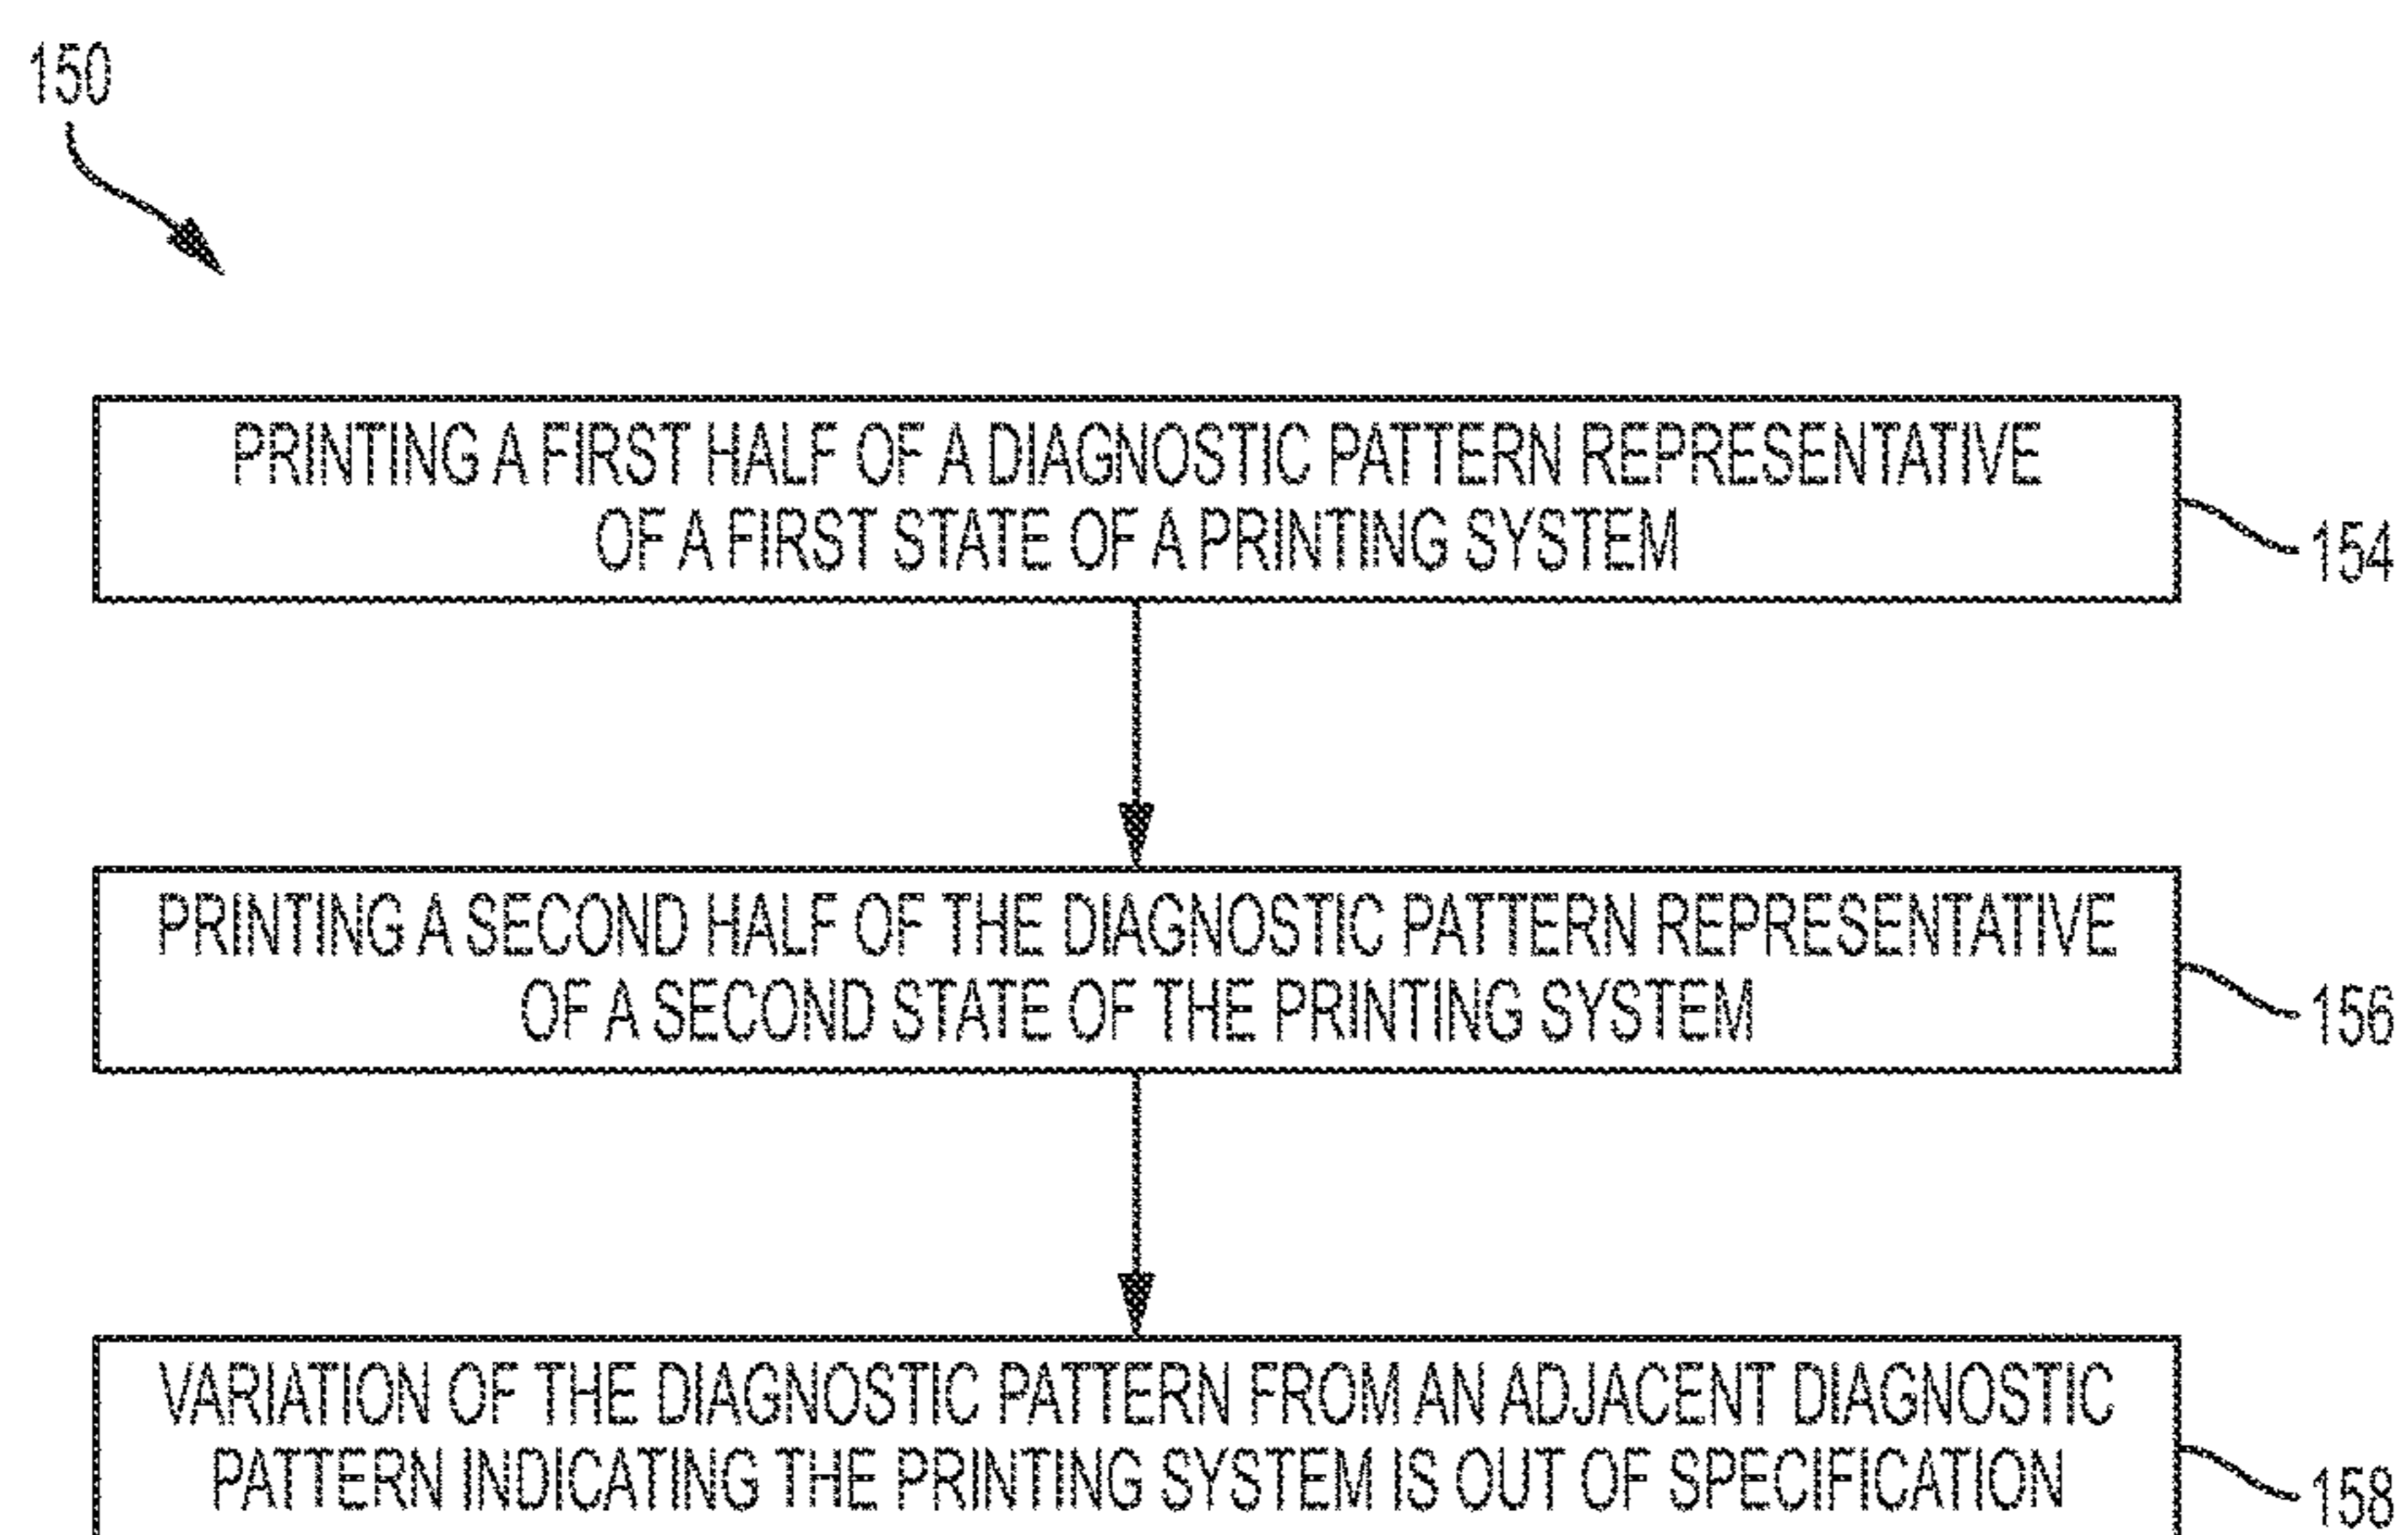 150
PRINTING A FIRST HALF OF A DIAGNOSTIC PATTERN REPRESENTATIVE
OF A FIRST STATE OF A PRINTING SYSTEM
154
PRINTING A SECOND HALF OF THE DIAGNOSTIC PATTERN REPRESENTATIVE
OF A SECOND STATE OF THE PRINTING SYSTEM
156
VARIATION OF THE DIAGNOSTIC PATTERN FROM AN ADJACENT DIAGNOSTIC
PATTERN INDICATING THE PRINTING SYSTEM IS OUT OF SPECIFICATION
158